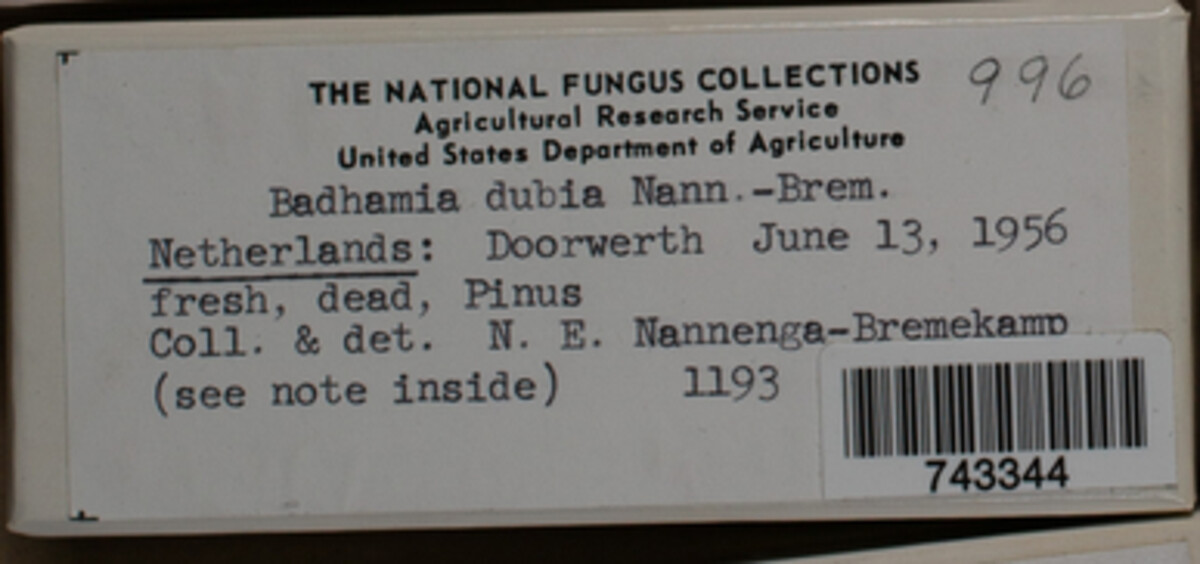 THE NATIONAL FUNGUS COLLECTIONS 996
Agricultural Research Service
United States Department of Agriculture
Badhamia dubia Nann.-Brem.
Netherlands: Doorwerth June 13, 1956
fresh, dead, Pinus
Coll. & det. N. E. Nannenga-Bremekamp
(see note inside) 1193
743344